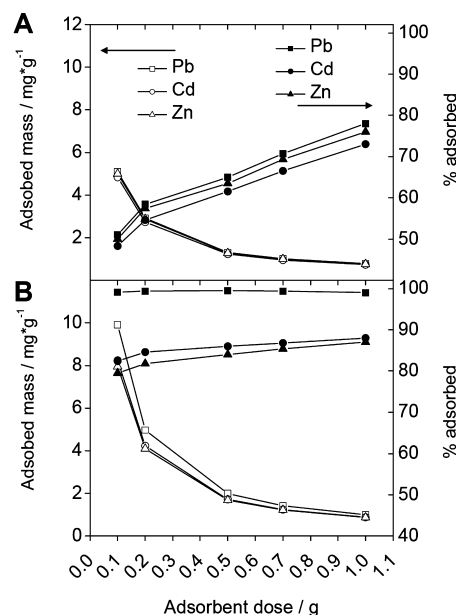 A
12
10
8
6
4
2
Adsobed mass / mg*g-1
Pb
Cd
Zn
Pb
Cd
Zn
100
90
80
70
60
50
% adsorbed
B
10
8
6
4
2
0
Adsobed mass / mg*g-1
100
90
80
70
60
50
40
% adsorbed
0.0 0.1 0.2 0.3 0.4 0.5 0.6 0.7 0.8 0.9 1.0 1.1
Adsorbent dose / g